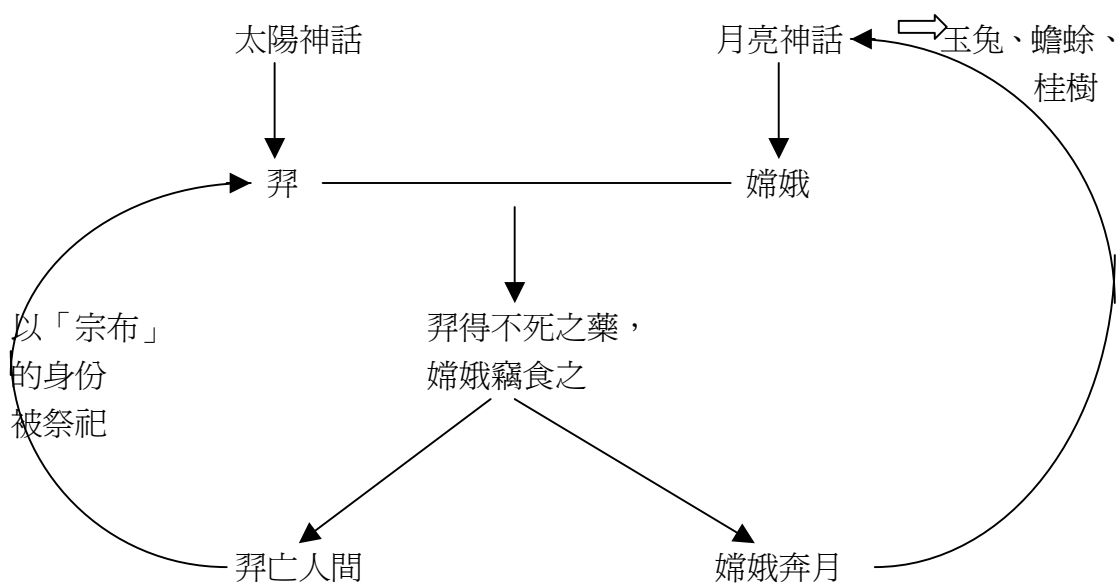 太陽神話
月亮神話
玉兔、蟾蜍、
桂樹
羿
嫦娥
以「宗布」
的身份
被祭祀
羿得不死之藥，
嫦娥竊食之
羿亡人間
嫦娥奔月